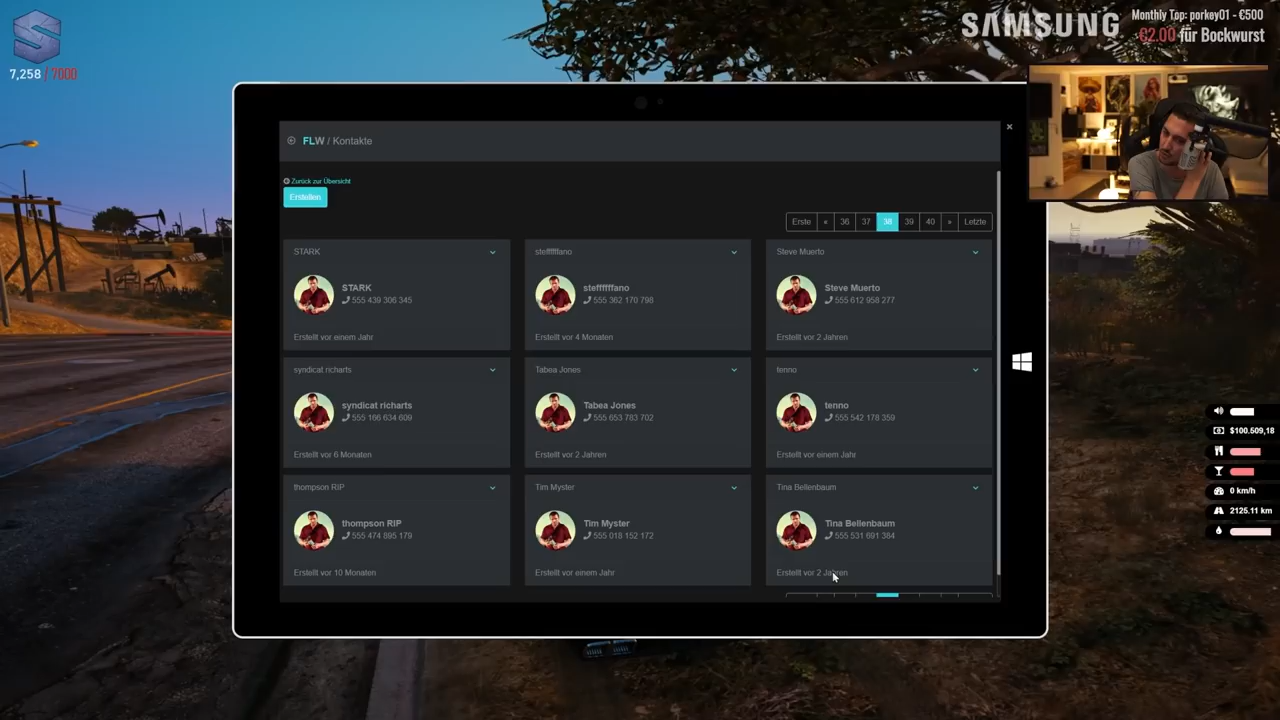 SAMSUNG
Monthly Top: porkey01 - €500
€2.00 für Bockwurst
7,258 / 7000
FLW / Kontakte
Zurück zur Übersicht
Erstellen
Erste « 36 37 38 39 40 » Letzte
STARK
STARK
555 439 306 345
Erstellt vor einem Jahr
steffffffano
steffffffano
555 362 170 798
Erstellt vor 4 Monaten
Steve Muerto
Steve Muerto
555 612 958 277
Erstellt vor 2 Jahren
syndicat richarts
syndicat richarts
555 166 634 609
Erstellt vor 6 Monaten
Tabea Jones
Tabea Jones
555 653 783 702
Erstellt vor 2 Jahren
tenno
tenno
555 542 178 359
Erstellt vor einem Jahr
thompson RIP
thompson RIP
555 474 895 179
Erstellt vor 10 Monaten
Tim Myster
Tim Myster
555 018 152 172
Erstellt vor einem Jahr
Tina Bellenbaum
Tina Bellenbaum
555 531 691 384
Erstellt vor 2 Jahren
$100.509,18
0 km/h
2125.11 km